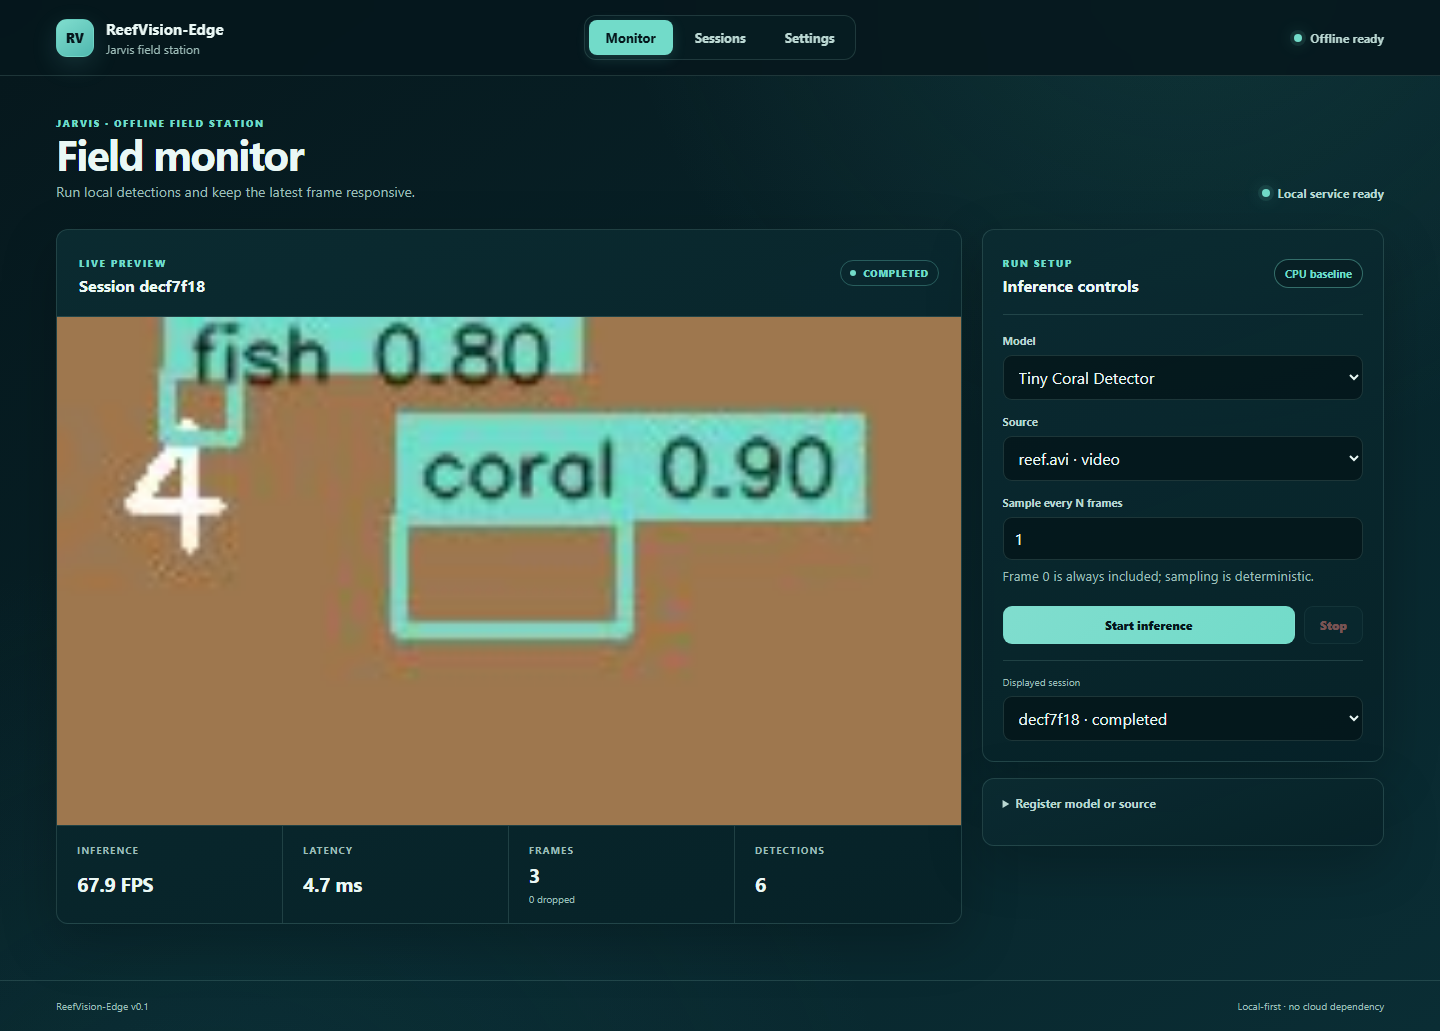 RV
ReefVision-Edge
Jarvis field station
Monitor
Sessions
Settings
Offline ready
JARVIS · OFFLINE FIELD STATION
Field monitor
Run local detections and keep the latest frame responsive.
Local service ready
LIVE PREVIEW
Session decf7f18
COMPLETED
fish 0.80
coral 0.90
4
INFERENCE
67.9 FPS
LATENCY
4.7 ms
FRAMES
3
0 dropped
DETECTIONS
6
RUN SETUP
Inference controls
CPU baseline
Model
Tiny Coral Detector
Source
reef.avi · video
Sample every N frames
1
Frame 0 is always included; sampling is deterministic.
Start inference
Stop
Displayed session
decf7f18 · completed
Register model or source
ReefVision-Edge v0.1
Local-first · no cloud dependency